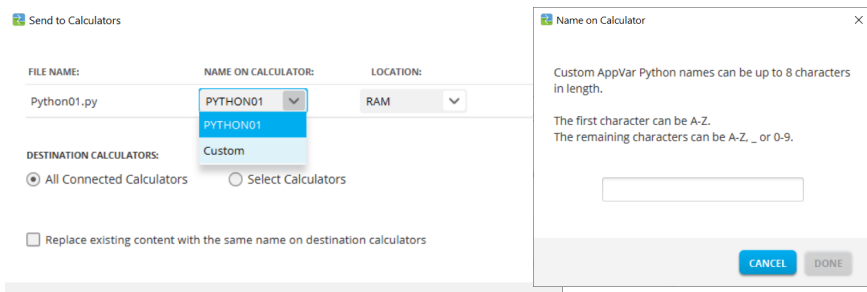 Send to Calculators
FILE NAME: NAME ON CALCULATOR: LOCATION:
Python01.py PYTHON01 RAM
PYTHON01
Custom
DESTINATION CALCULATORS:
All Connected Calculators Select Calculators
Replace existing content with the same name on destination calculators
Name on Calculator
Custom AppVar Python names can be up to 8 characters
in length.
The first character can be A-Z.
The remaining characters can be A-Z, _ or 0-9.
CANCEL DONE